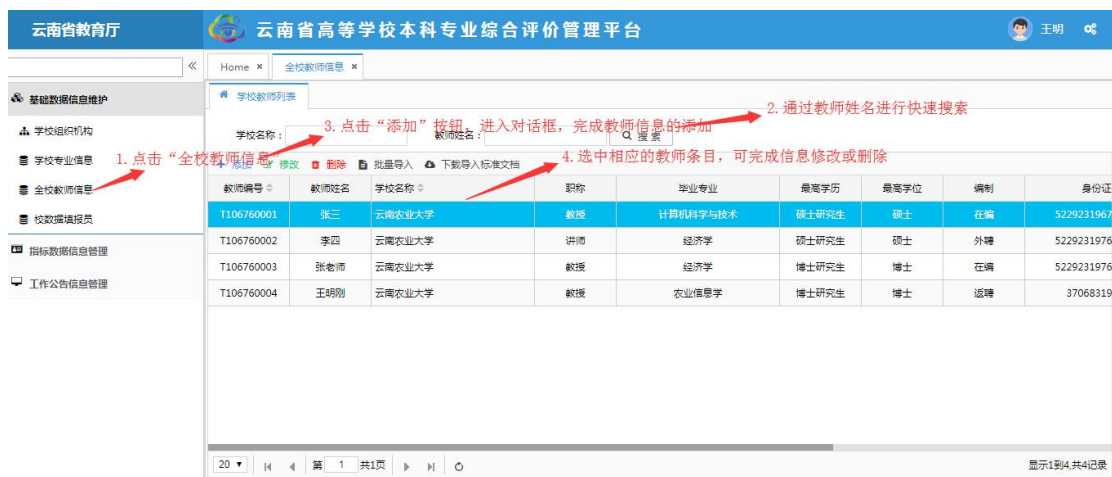 云南省教育厅
云南省高等学校本科专业综合评价管理平台
王明
Home ×
全校教师信息 ×
基础数据信息维护
学校组织机构
学校专业信息
全校教师信息
校数据填报员
指标数据信息管理
工作公告信息管理
学校教师列表
2.通过教师姓名进行快速搜索
3.点击“添加”按钮，进入对话框，完成教师信息的添加
学校名称：
教师姓名：
搜索
1.点击“全校教师信息”
4.选中相应的教师条目，可完成信息修改或删除
添加 修改 删除 批量导入 下载导入标准文档
教师编号 教师姓名 学校名称 职称 毕业专业 最高学历 最高学位 编制 身份证
T106760001 张三 云南农业大学 教授 计算机科学与技术 硕士研究生 硕士 在编 5229231967
T106760002 李四 云南农业大学 讲师 经济学 硕士研究生 硕士 外聘 5229231976
T106760003 张老师 云南农业大学 教授 经济学 博士研究生 博士 在编 5229231976
T106760004 王明刚 云南农业大学 教授 农业信息学 博士研究生 博士 返聘 37068319
20 第 1 共1页
显示1到4,共4记录